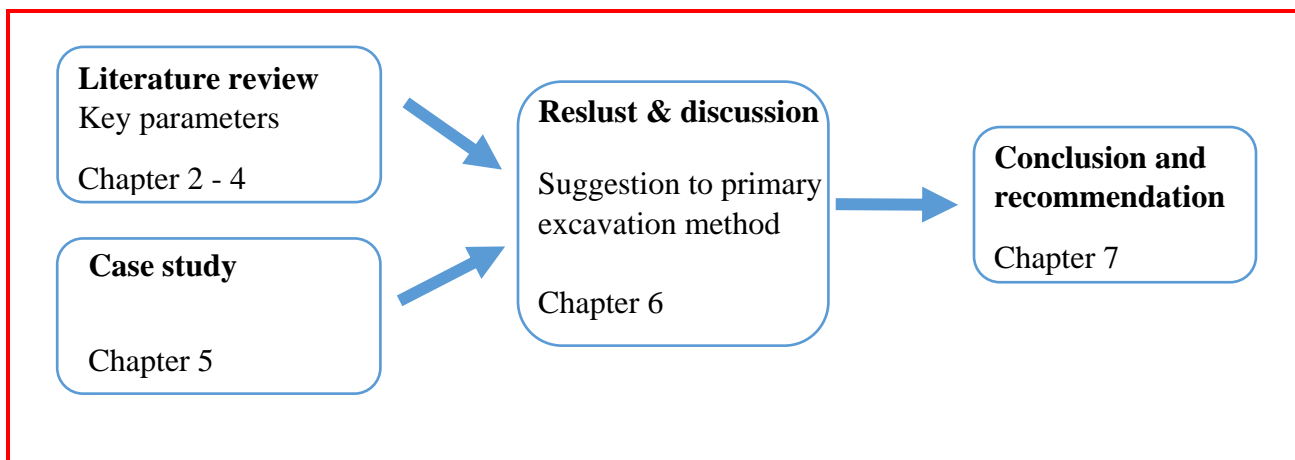 Literature review
Key parameters
Chapter 2 - 4
Case study
Chapter 5
Reslust & discussion
Suggestion to primary
excavation method
Chapter 6
Conclusion and
recommendation
Chapter 7